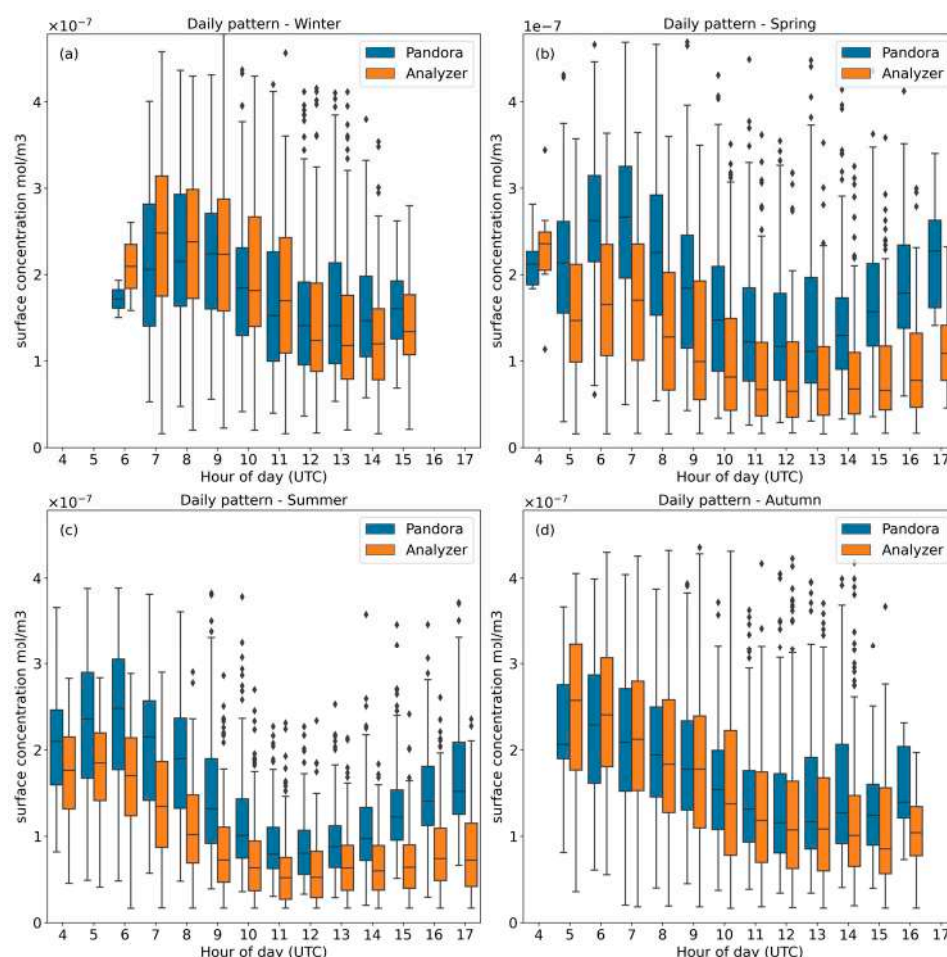 ×10⁻⁷ Daily pattern - Winter
(a)
Pandora
Analyzer
surface concentration mol/m3
4
3
2
1
0
4 5 6 7 8 9 10 11 12 13 14 15 16 17
Hour of day (UTC)
1e−7 Daily pattern - Spring
(b)
Pandora
Analyzer
surface concentration mol/m3
4
3
2
1
0
4 5 6 7 8 9 10 11 12 13 14 15 16 17
Hour of day (UTC)
×10⁻⁷ Daily pattern - Summer
(c)
Pandora
Analyzer
surface concentration mol/m3
4
3
2
1
0
4 5 6 7 8 9 10 11 12 13 14 15 16 17
Hour of day (UTC)
×10⁻⁷ Daily pattern - Autumn
(d)
Pandora
Analyzer
surface concentration mol/m3
4
3
2
1
0
4 5 6 7 8 9 10 11 12 13 14 15 16 17
Hour of day (UTC)